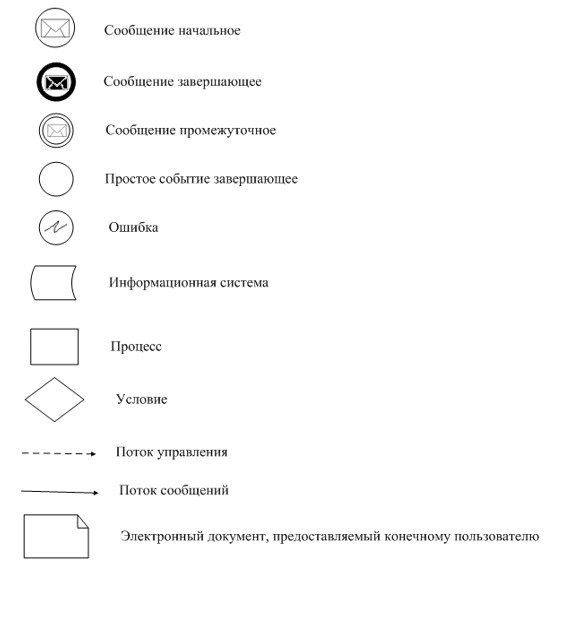 Сообщение начальное
Сообщение завершающее
Сообщение промежуточное
Простое событие завершающее
Ошибка
Информационная система
Процесс
Условие
Поток управления
Поток сообщений
Электронный документ, предоставляемый конечному пользователю